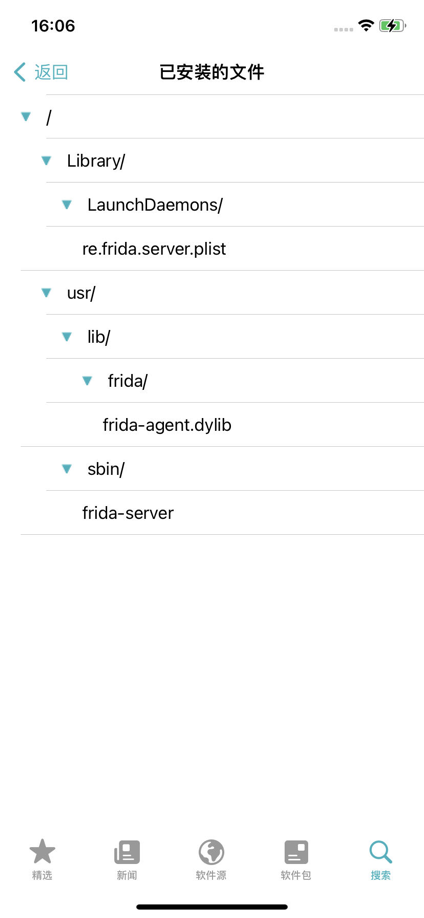 16:06
返回
已安装的文件
/
Library/
LaunchDaemons/
re.frida.server.plist
usr/
lib/
frida/
frida-agent.dylib
sbin/
frida-server
精选
新闻
软件源
软件包
搜索